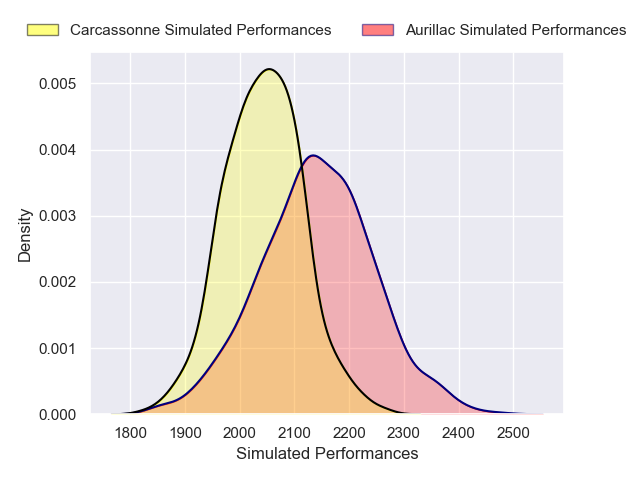 Carcassonne Simulated Performances Aurillac Simulated Performances
0.005
0.004
0.003
0.002
0.001
0.000
Density
1800 1900 2000 2100 2200 2300 2400 2500
Simulated Performances